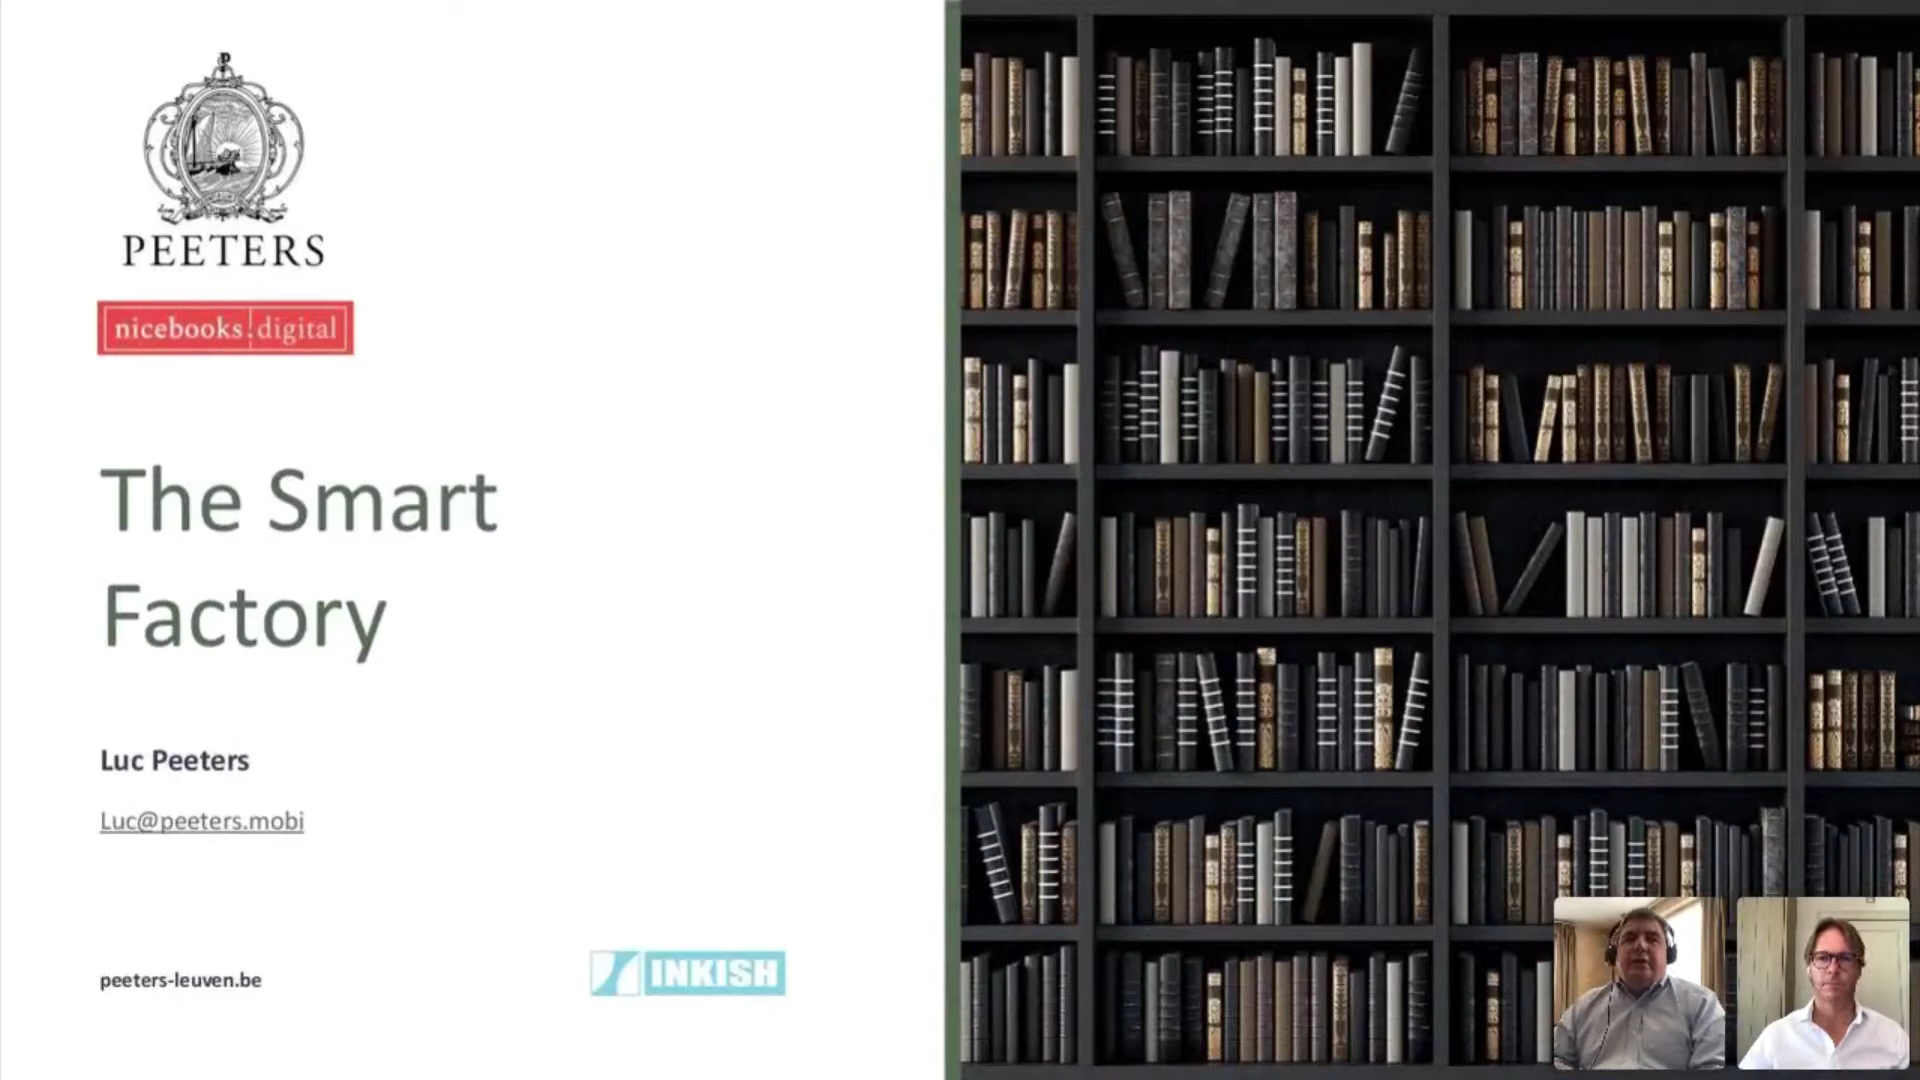 P
PEETERS
nicebooks:digital
The Smart
Factory
Luc Peeters
Luc@peeters.mobi
peeters-leuven.be
INKISH